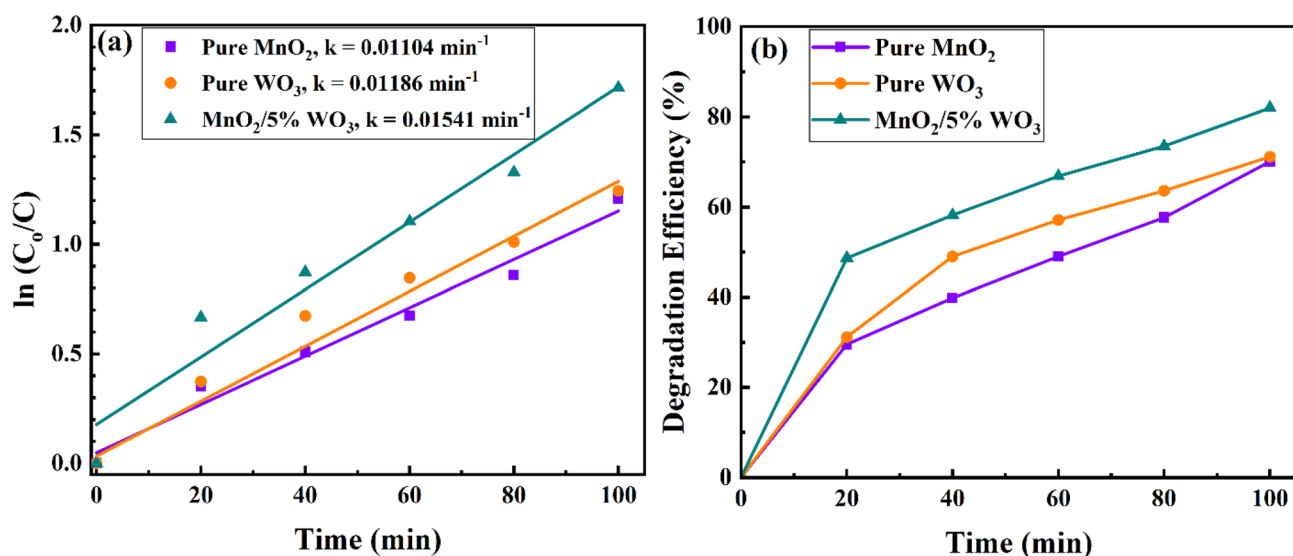 (a)
Pure MnO₂, k = 0.01104 min⁻¹
Pure WO₃, k = 0.01186 min⁻¹
MnO₂/5% WO₃, k = 0.01541 min⁻¹
2.0
1.5
1.0
0.5
0.0
ln (C₀/C)
0 20 40 60 80 100
Time (min)
(b)
Pure MnO₂
Pure WO₃
MnO₂/5% WO₃
100
80
60
40
20
0
Degradation Efficiency (%)
0 20 40 60 80 100
Time (min)